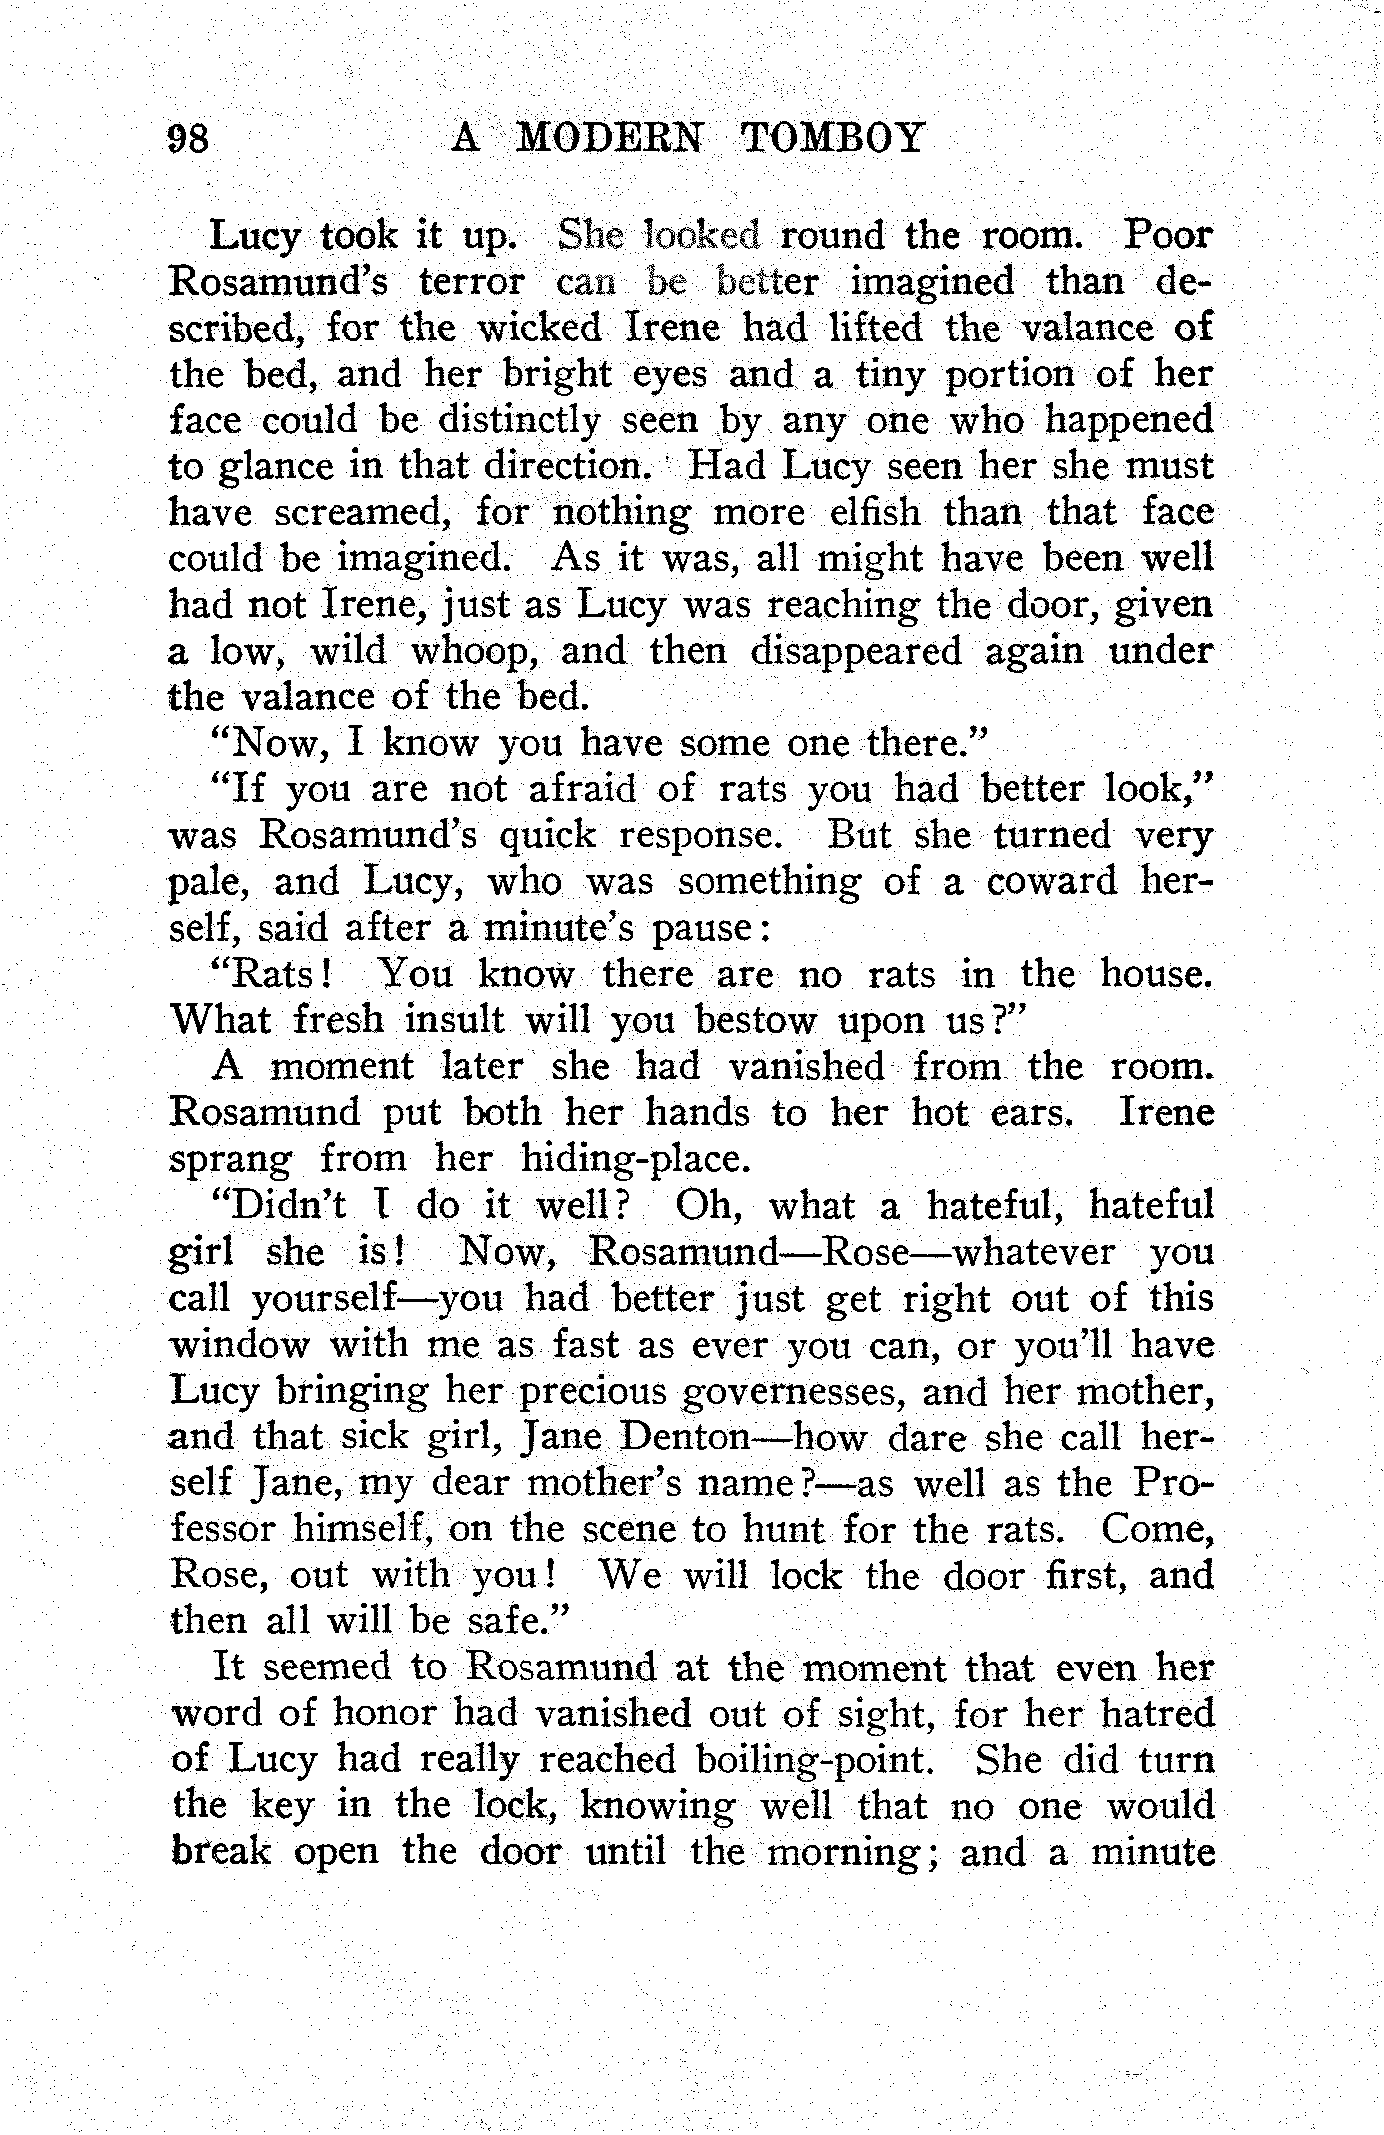 98 A MODERN TOMBOY
Lucy took it up. She looked round the room. Poor
Rosamund's terror can be better imagined than de-
scribed, for the wicked Irene had lifted the valance of
the bed, and her bright eyes and a tiny portion of her
face could be distinctly seen by any one who happened
to glance in that direction. Had Lucy seen her she must
have screamed, for nothing more elfish than that face
could be imagined. As it was, all might have been well
had not Irene, just as Lucy was reaching the door, given
a low, wild whoop, and then disappeared again under
the valance of the bed.
“Now, I know you have some one there.”
“If you are not afraid of rats you had better look,”
was Rosamund's quick response. But she turned very
pale, and Lucy, who was something of a coward her-
self, said after a minute's pause:
“Rats! You know there are no rats in the house.
What fresh insult will you bestow upon us?”
A moment later she had vanished from the room.
Rosamund put both her hands to her hot ears. Irene
sprang from her hiding-place.
“Didn't I do it well? Oh, what a hateful, hateful
girl she is! Now, Rosamund—Rose—whatever you
call yourself—you had better just get right out of this
window with me as fast as ever you can, or you'll have
Lucy bringing her precious governesses, and her mother,
and that sick girl, Jane Denton—how dare she call her-
self Jane, my dear mother's name?—as well as the Pro-
fessor himself, on the scene to hunt for the rats. Come,
Rose, out with you! We will lock the door first, and
then all will be safe.”
It seemed to Rosamund at the moment that even her
word of honor had vanished out of sight, for her hatred
of Lucy had really reached boiling-point. She did turn
the key in the lock, knowing well that no one would
break open the door until the morning; and a minute